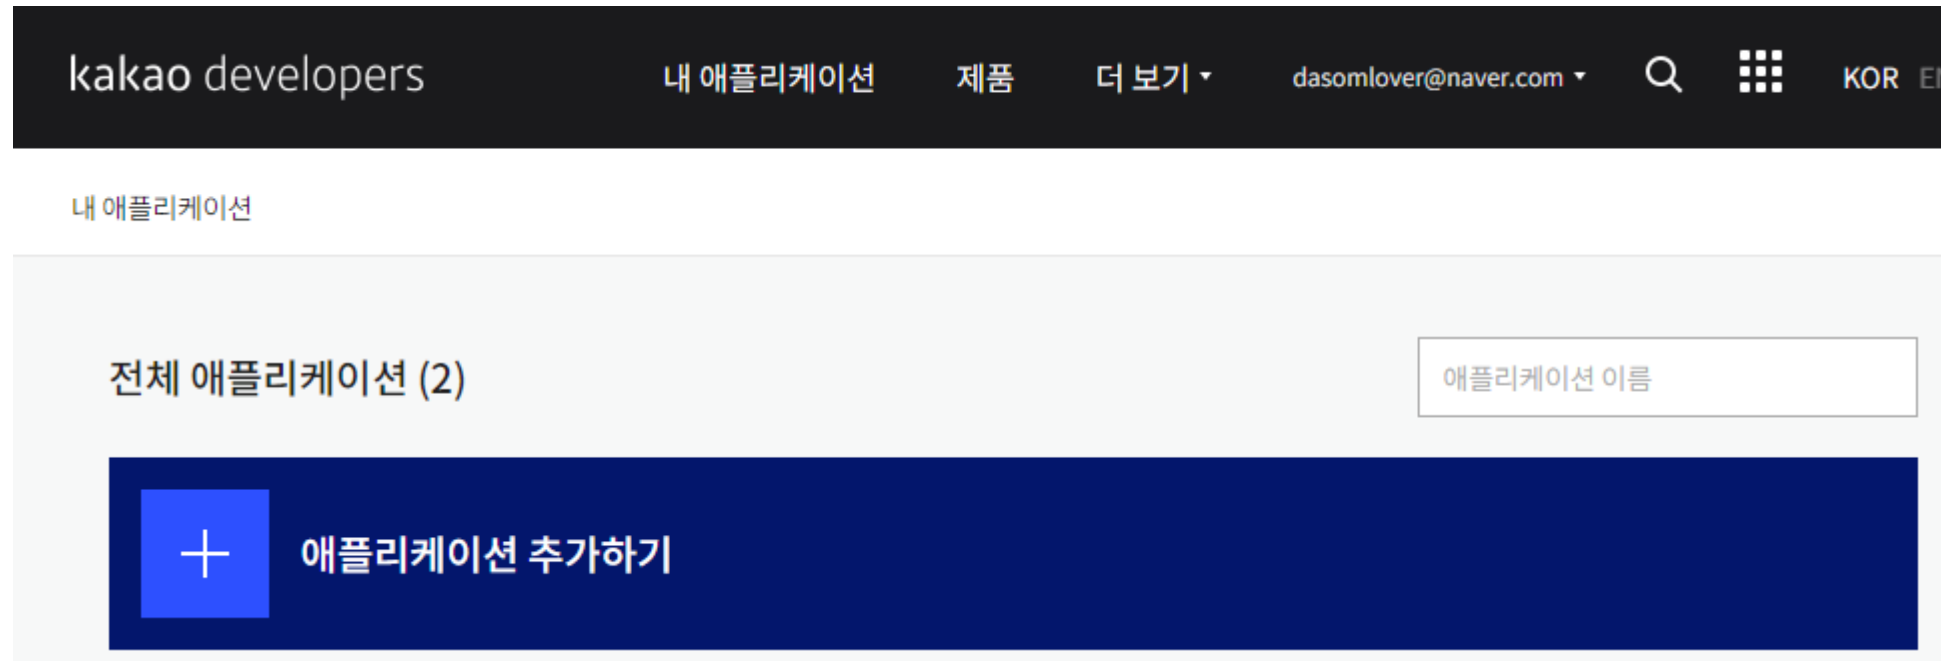 kakao developers 내 애플리케이션 제품 더 보기 dasomlover@naver.com KOR
내 애플리케이션
전체 애플리케이션 (2) 애플리케이션 이름
애플리케이션 추가하기